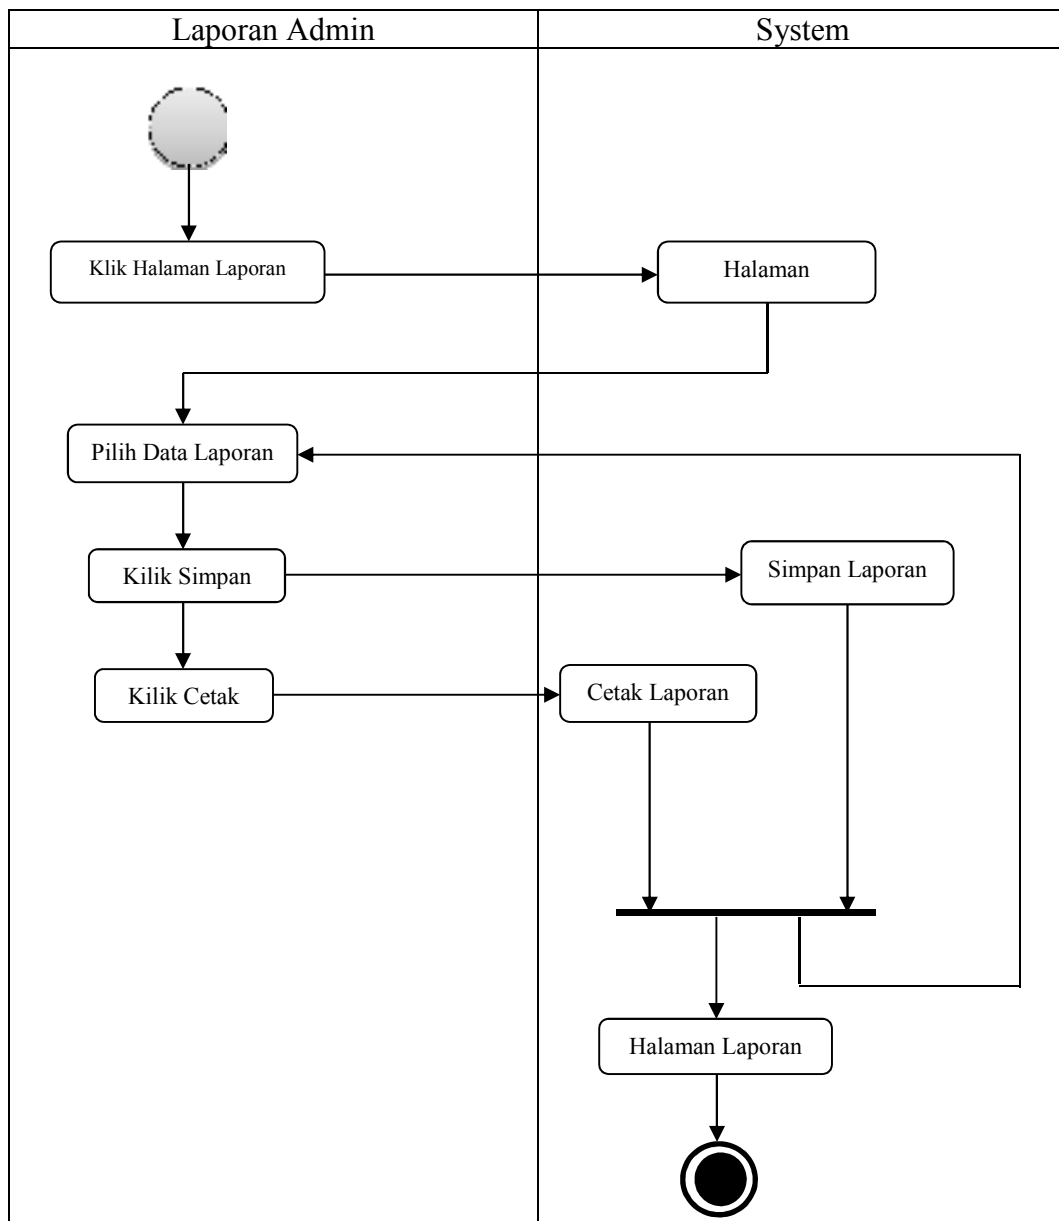 Laporan Admin
System
Klik Halaman Laporan
Halaman
Pilih Data Laporan
Kilik Simpan
Simpan Laporan
Kilik Cetak
Cetak Laporan
Halaman Laporan